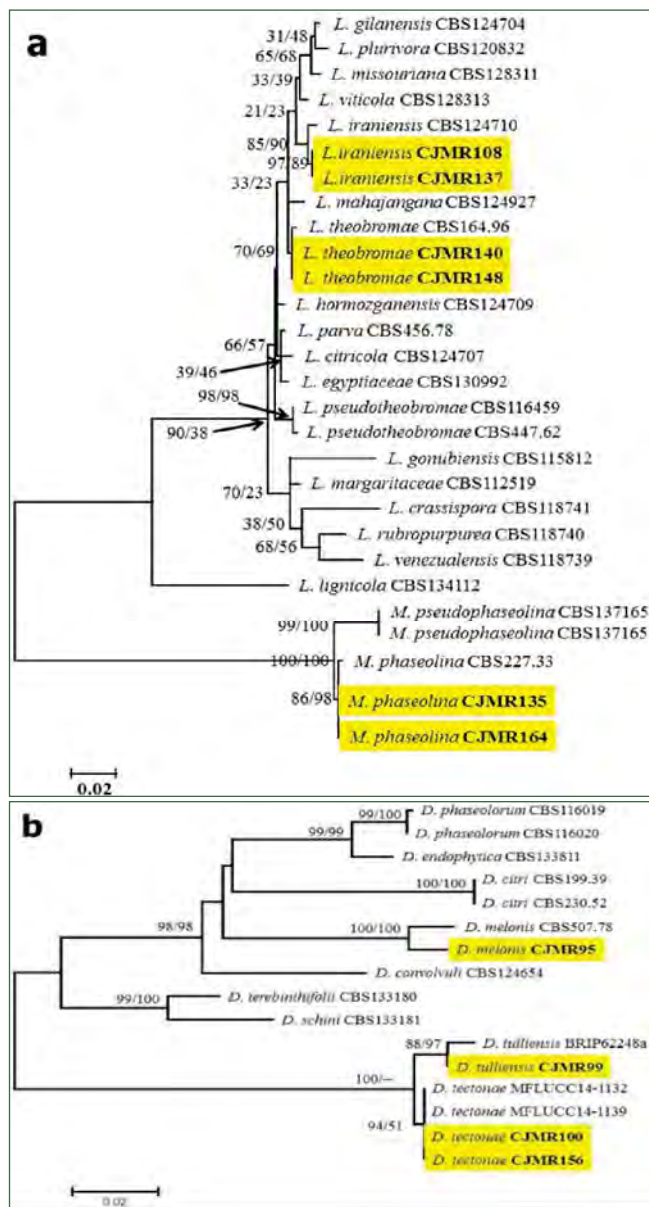 a
L. gilanensis CBS124704
31/48
L. plurivora CBS120832
65/68
L. missouriana CBS128311
33/39
L. viticola CBS128313
21/23
L. iraniensis CBS124710
85/90
L.iraniensis CJMR108
97/89
L.iraniensis CJMR137
33/23
L. mahajangana CBS124927
L. theobromae CBS164.96
70/69
L. theobromae CJMR140
L. theobromae CJMR148
L. hormozganensis CBS124709
L. parva CBS456.78
66/57
L. citricola CBS124707
39/46
L. egyptiaceae CBS130992
98/98
L. pseudotheobromae CBS116459
90/38
L. pseudotheobromae CBS447.62
L. gonubiensis CBS115812
70/23
L. margaritaceae CBS112519
L. crassispora CBS118741
38/50
L. rubropurpurea CBS118740
68/56
L. venezualensis CBS118739
L. lignicola CBS134112
M. pseudophaseolina CBS137165
99/100
M. pseudophaseolina CBS137165
100/100
M. phaseolina CBS227.33
86/98
M. phaseolina CJMR135
M. phaseolina CJMR164
0.02
b
D. phaseolorum CBS116019
99/100
D. phaseolorum CBS116020
99/99
D. endophytica CBS133811
D. citri CBS199.39
100/100
D. citri CBS230.52
D. melonis CBS507.78
100/100
D. melonis CJMR95
98/98
D. convolvuli CBS124654
D. terebinthifolii CBS133180
99/100
D. schini CBS133181
D. tulliensis BRIP62248a
88/97
D. tulliensis CJMR99
100/--
D. tectonae MFLUCC14-1132
D. tectonae MFLUCC14-1139
94/51
D. tectonae CJMR100
D. tectonae CJMR156
0.02